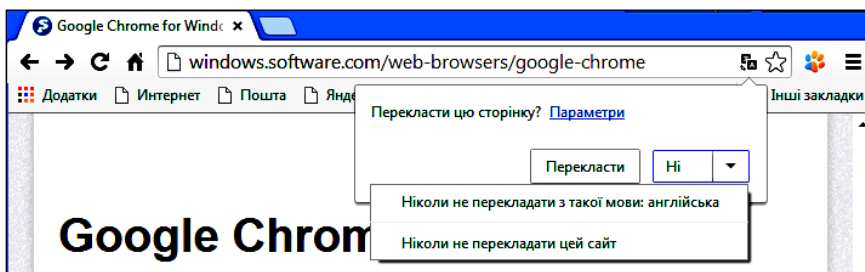 Google Chrome for Windc
windows.software.com/web-browsers/google-chrome
Додатки Интернет Пошта Янде Інші закладки
Перекласти цю сторінку? Параметри
Перекласти Ні
Ніколи не перекладати з такої мови: англійська
Ніколи не перекладати цей сайт
Google Chrom